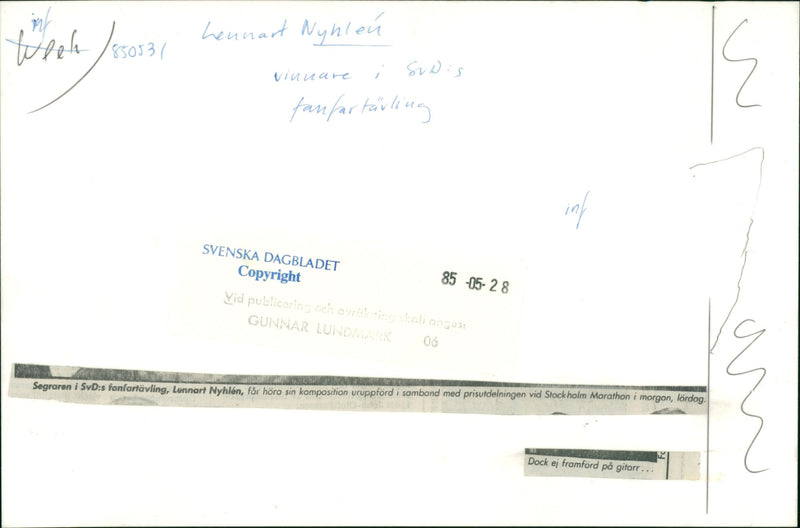 inf
Week
850531
Lennart Nyhlén
vinnare i SvD:s
fanfartävling
inf
SVENSKA DAGBLADET
Copyright
85 -05- 28
Vid publicering och avräkning skall anges:
GUNNAR LUNDMARK 06
Segraren i SvD:s fanfartävling, Lennart Nyhlén, får höra sin komposition uruppförd i samband med prisutdelningen vid Stockholm Marathon i morgon, lördag.
Dock ej framförd på gitarr...